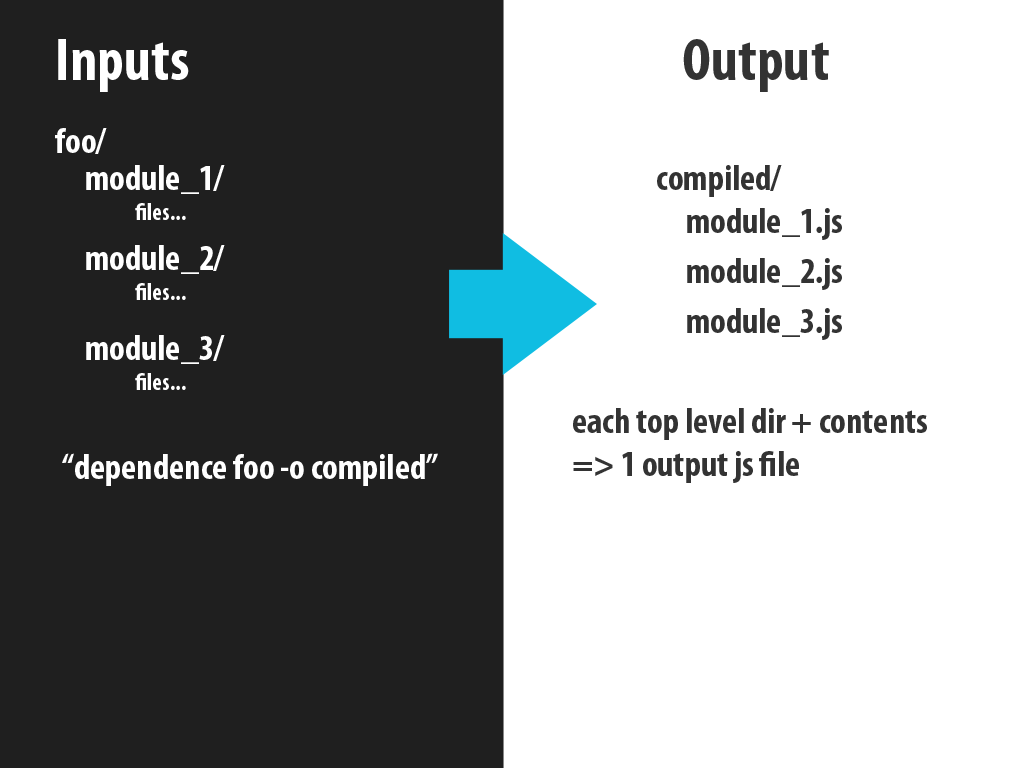 Inputs
foo/
module_1/
files...
module_2/
files...
module_3/
files...
“dependence foo -o compiled”
Output
compiled/
module_1.js
module_2.js
module_3.js
each top level dir + contents
=> 1 output js file